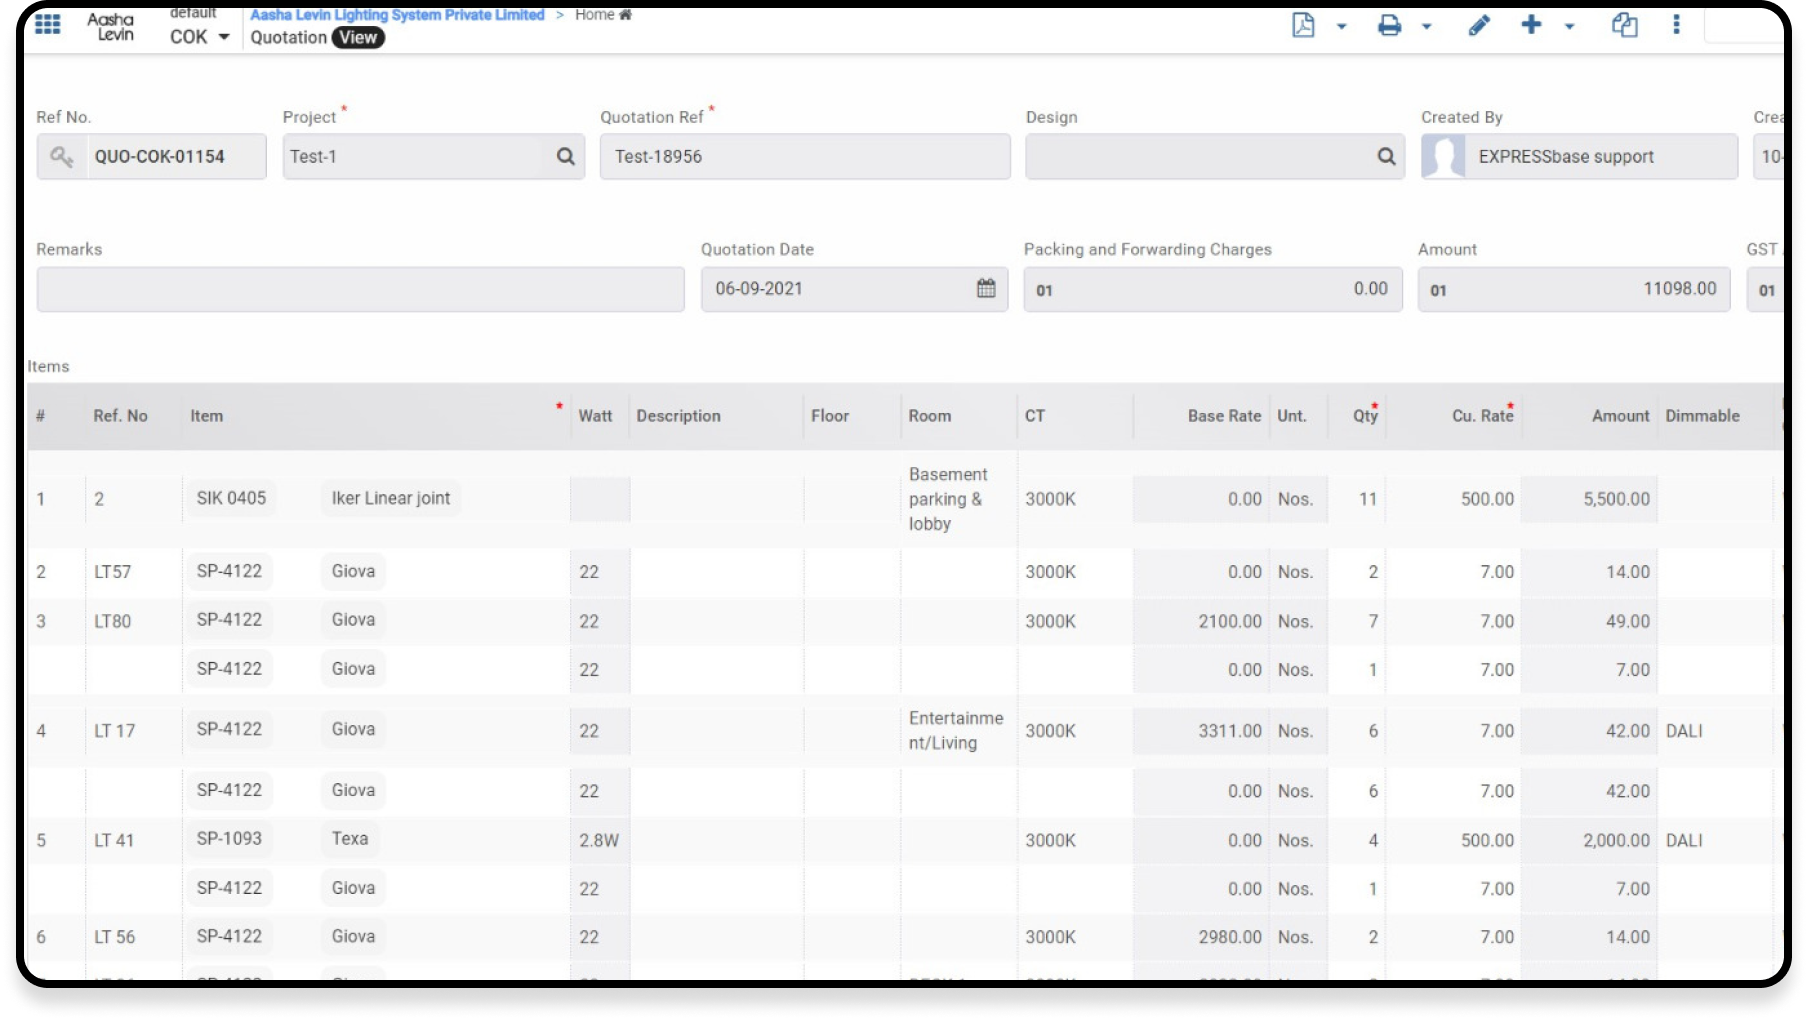 Aasha Levin
default
COK
Aasha Levin Lighting System Private Limited > Home
Quotation View
Ref No. Project * Quotation Ref * Design Created By
QUO-COK-01154 Test-1 Test-18956 EXPRESSbase support 10-
Remarks Quotation Date Packing and Forwarding Charges Amount GST
06-09-2021 01 0.00 01 11098.00 01
Items
# Ref. No Item * Watt Description Floor Room CT Base Rate Unt. Qty* Cu. Rate* Amount Dimmable
1 2 SIK 0405 Iker Linear joint Basement parking & lobby 3000K 0.00 Nos. 11 500.00 5,500.00
2 LT57 SP-4122 Giova 22 3000K 0.00 Nos. 2 7.00 14.00
3 LT80 SP-4122 Giova 22 3000K 2100.00 Nos. 7 7.00 49.00
SP-4122 Giova 22 0.00 Nos. 1 7.00 7.00
4 LT 17 SP-4122 Giova 22 Entertainme nt/Living 3000K 3311.00 Nos. 6 7.00 42.00 DALI
SP-4122 Giova 22 0.00 Nos. 6 7.00 42.00
5 LT 41 SP-1093 Texa 2.8W 3000K 0.00 Nos. 4 500.00 2,000.00 DALI
SP-4122 Giova 22 0.00 Nos. 1 7.00 7.00
6 LT 56 SP-4122 Giova 22 3000K 2980.00 Nos. 2 7.00 14.00